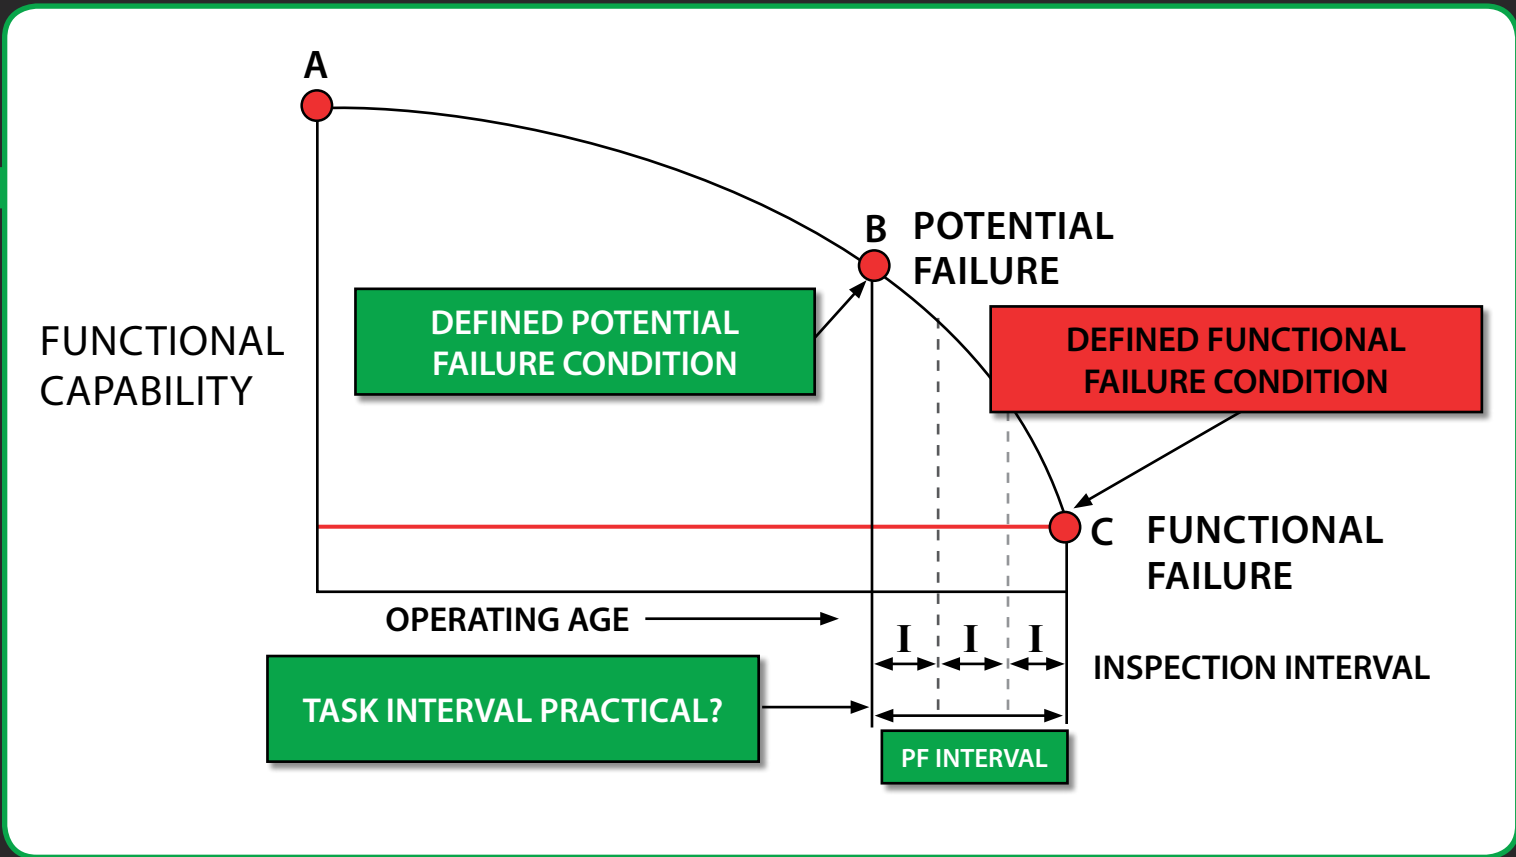 A
B
POTENTIAL
FAILURE
DEFINED POTENTIAL
FAILURE CONDITION
DEFINED FUNCTIONAL
FAILURE CONDITION
FUNCTIONAL
CAPABILITY
C
FUNCTIONAL
FAILURE
OPERATING AGE
I
I
I
INSPECTION INTERVAL
TASK INTERVAL PRACTICAL?
PF INTERVAL